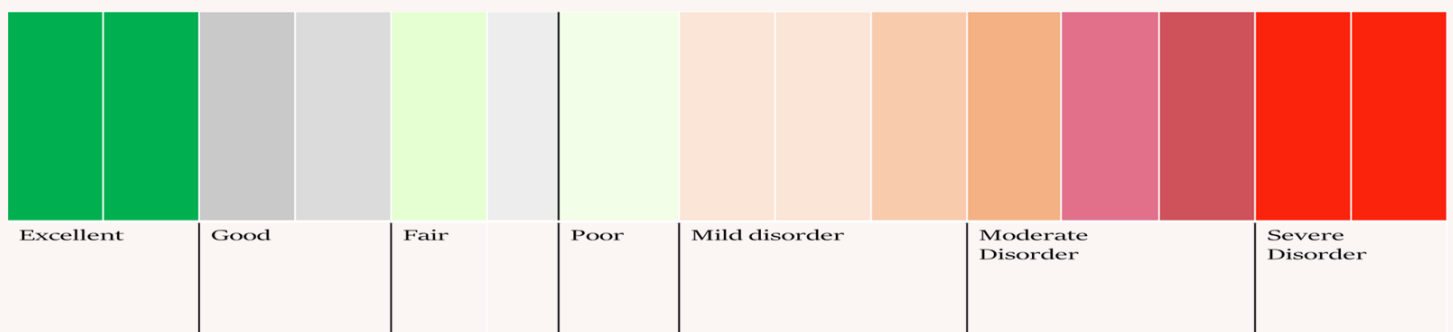 Excellent
Good
Fair
Poor
Mild disorder
Moderate
Disorder
Severe
Disorder